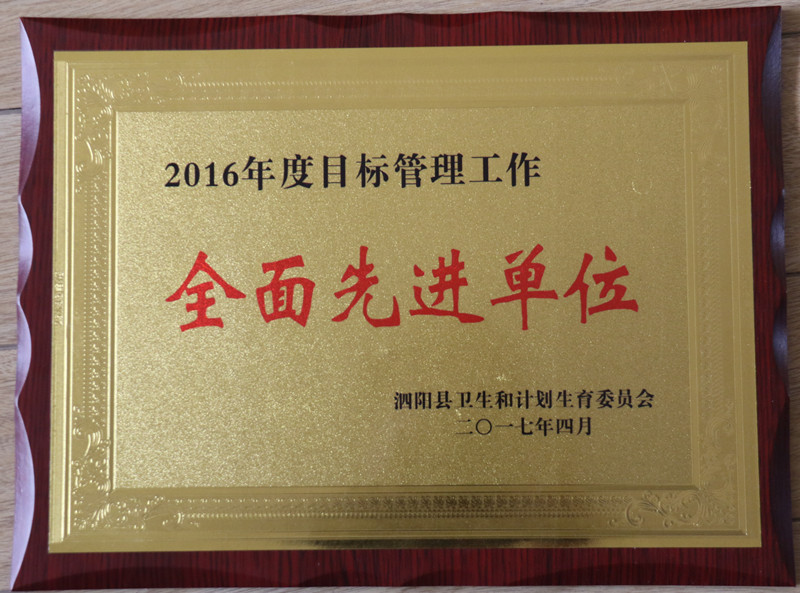 2016年度目标管理工作
全面先进单位
泗阳县卫生和计划生育委员会
二〇一七年四月